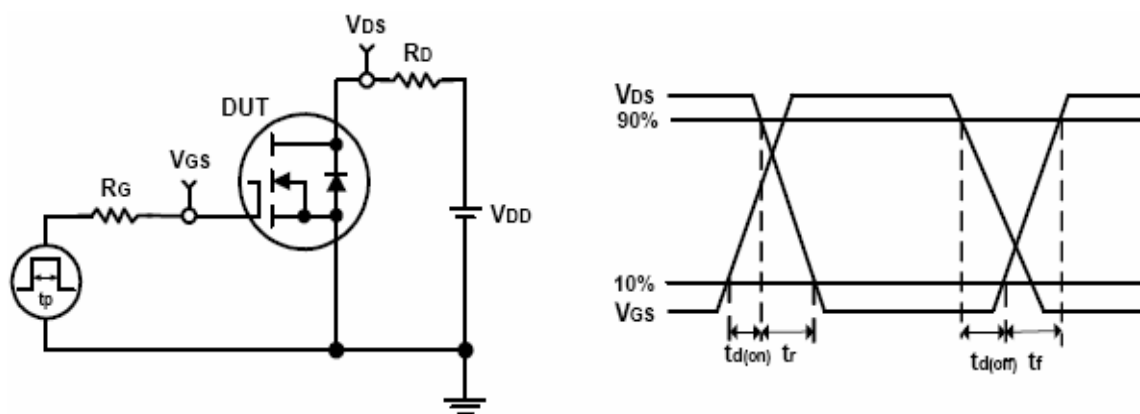 VDS
RD
DUT
VGS
RG
VDD
tp
VDS
90%
10%
VGS
td(on) tr td(off) tf